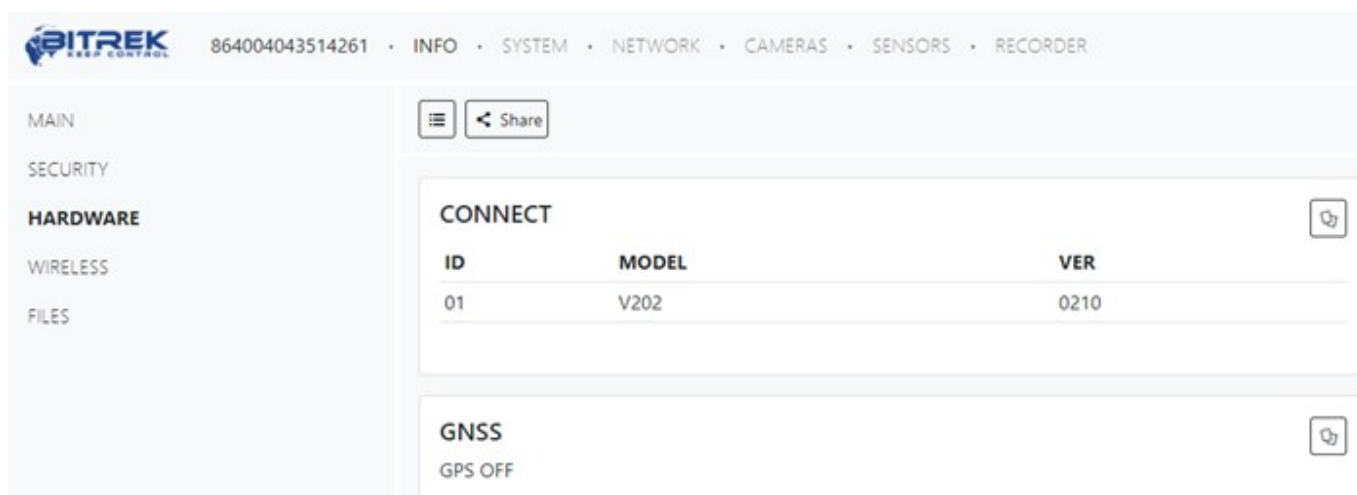 BITREK
KEEP CONTROL
864004043514261 · INFO · SYSTEM · NETWORK · CAMERAS · SENSORS · RECORDER
MAIN
SECURITY
HARDWARE
WIRELESS
FILES
Share
CONNECT
ID MODEL VER
01 V202 0210
GNSS
GPS OFF